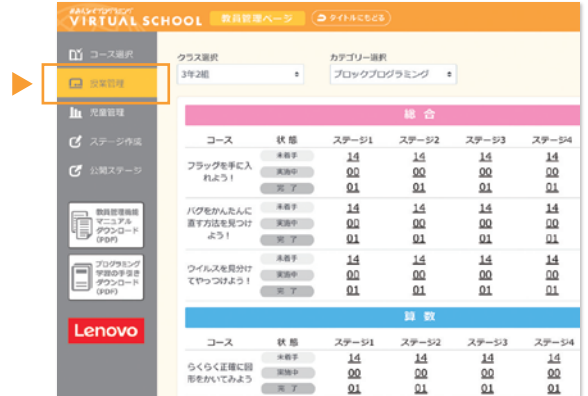 VIRTUAL SCHOOL 教員管理ページ タイトルにもどる
コース選択
授業管理
児童管理
ステージ作成
公開ステージ
教員管理機能
マニュアル
ダウンロード
(PDF)
プログラミング
学習の手引き
ダウンロード
(PDF)
Lenovo
クラス選択 カテゴリー選択
3年2組 ブロックプログラミング
総合
コース 状態 ステージ1 ステージ2 ステージ3 ステージ4
フラッグを手に入
れよう!
未着手 14 14 14 14
実施中 00 00 00 00
完了 01 01 01 01
バグをかんたんに
直す方法を見つけ
よう!
未着手 14 14 14 14
実施中 00 00 00 00
完了 01 01 01 01
ウイルスを見分け
てやっつけよう!
未着手 14 14 14 14
実施中 00 00 00 00
完了 01 01 01 01
算数
コース 状態 ステージ1 ステージ2 ステージ3 ステージ4
らくらく正確に図
形をかいてみよう
未着手 14 14 14 14
実施中 00 00 00 00
完了 01 01 01 01